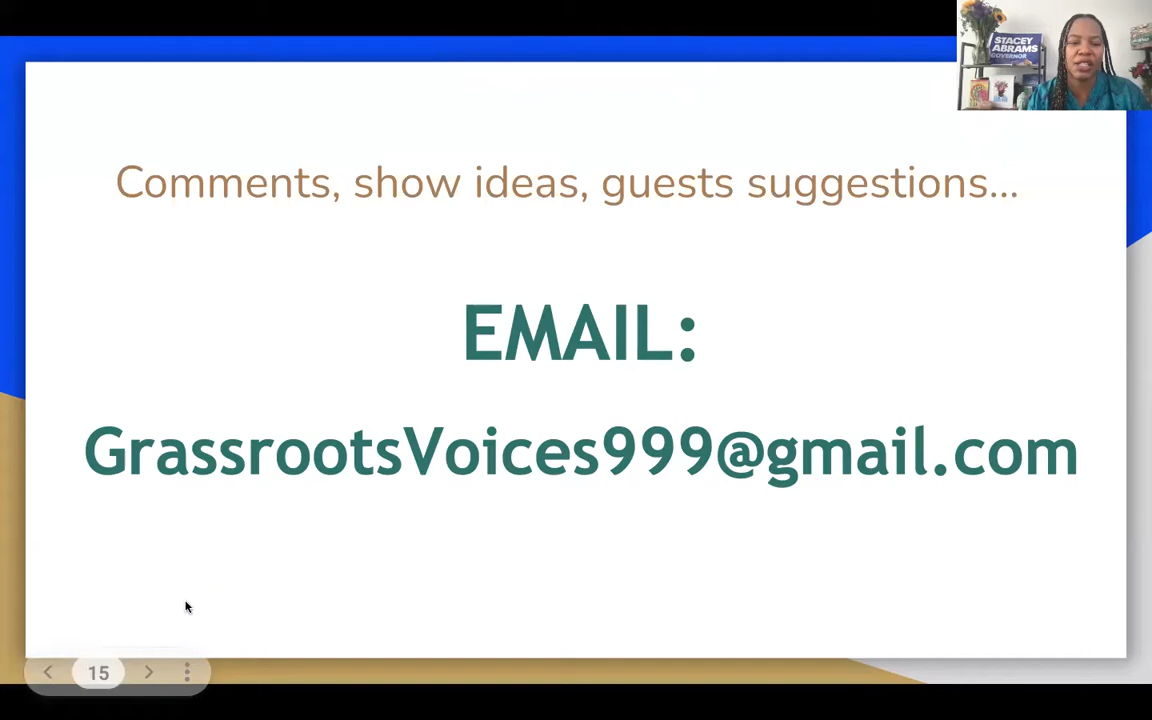 STACEY
ABRAMS
GOVERNOR
Comments, show ideas, guests suggestions...
EMAIL:
GrassrootsVoices999@gmail.com
15